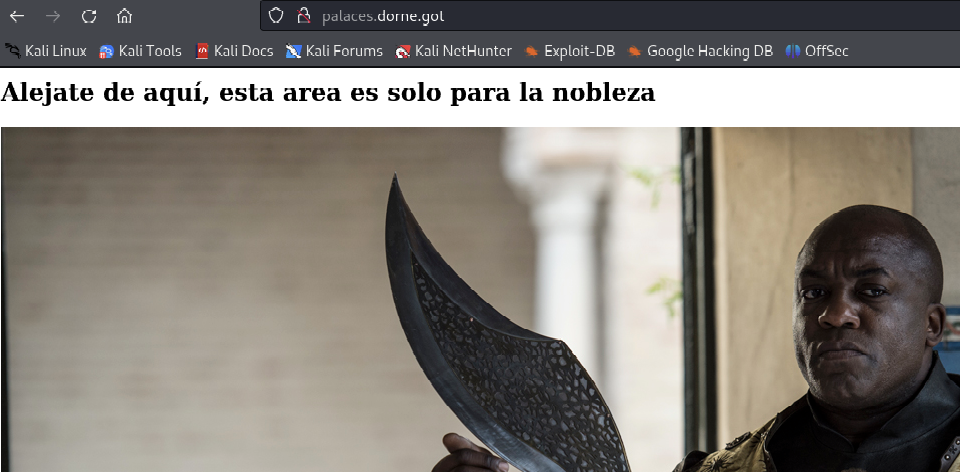 palaces.dorne.got
Kali Linux Kali Tools Kali Docs Kali Forums Kali NetHunter Exploit-DB Google Hacking DB OffSec
Alejate de aquí, esta area es solo para la nobleza